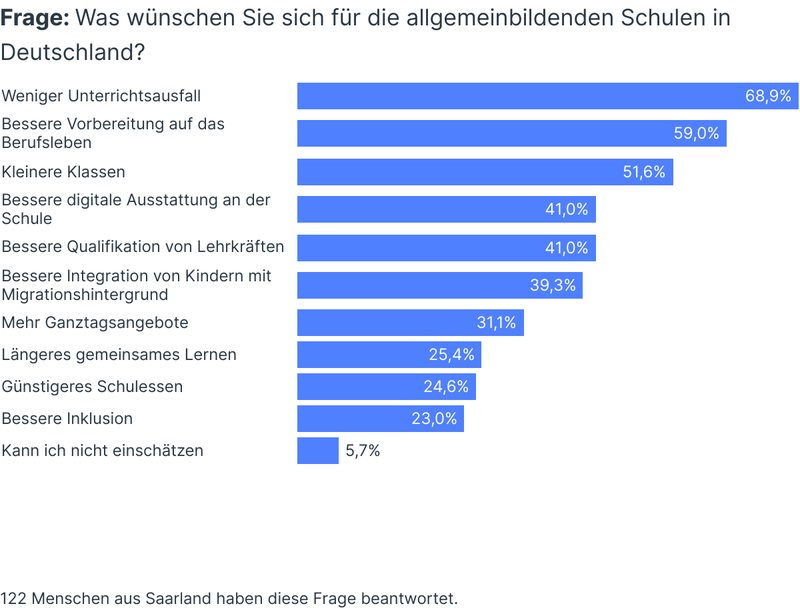 Frage: Was wünschen Sie sich für die allgemeinbildenden Schulen in
Deutschland?
Weniger Unterrichtsausfall 68,9%
Bessere Vorbereitung auf das
Berufsleben 59,0%
Kleinere Klassen 51,6%
Bessere digitale Ausstattung an der
Schule 41,0%
Bessere Qualifikation von Lehrkräften 41,0%
Bessere Integration von Kindern mit
Migrationshintergrund 39,3%
Mehr Ganztagsangebote 31,1%
Längeres gemeinsames Lernen 25,4%
Günstigeres Schulessen 24,6%
Bessere Inklusion 23,0%
Kann ich nicht einschätzen 5,7%
122 Menschen aus Saarland haben diese Frage beantwortet.